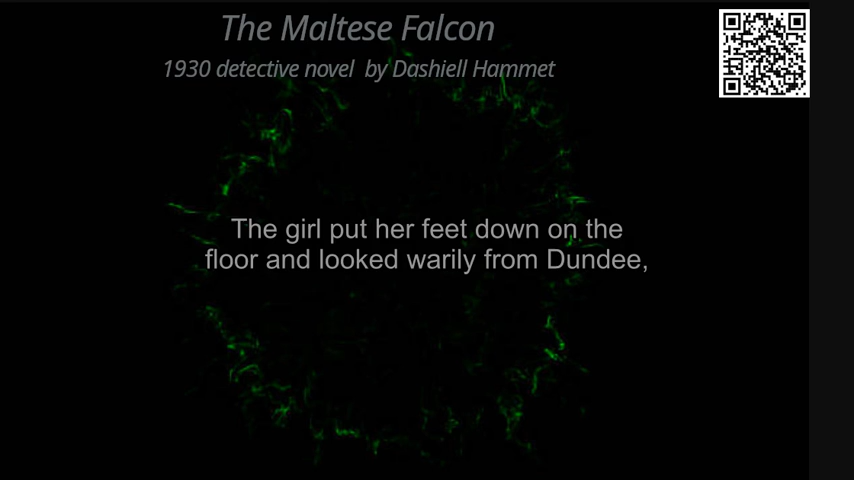 The Maltese Falcon
1930 detective novel  by Dashiell Hammet
The girl put her feet down on the
floor and looked warily from Dundee,